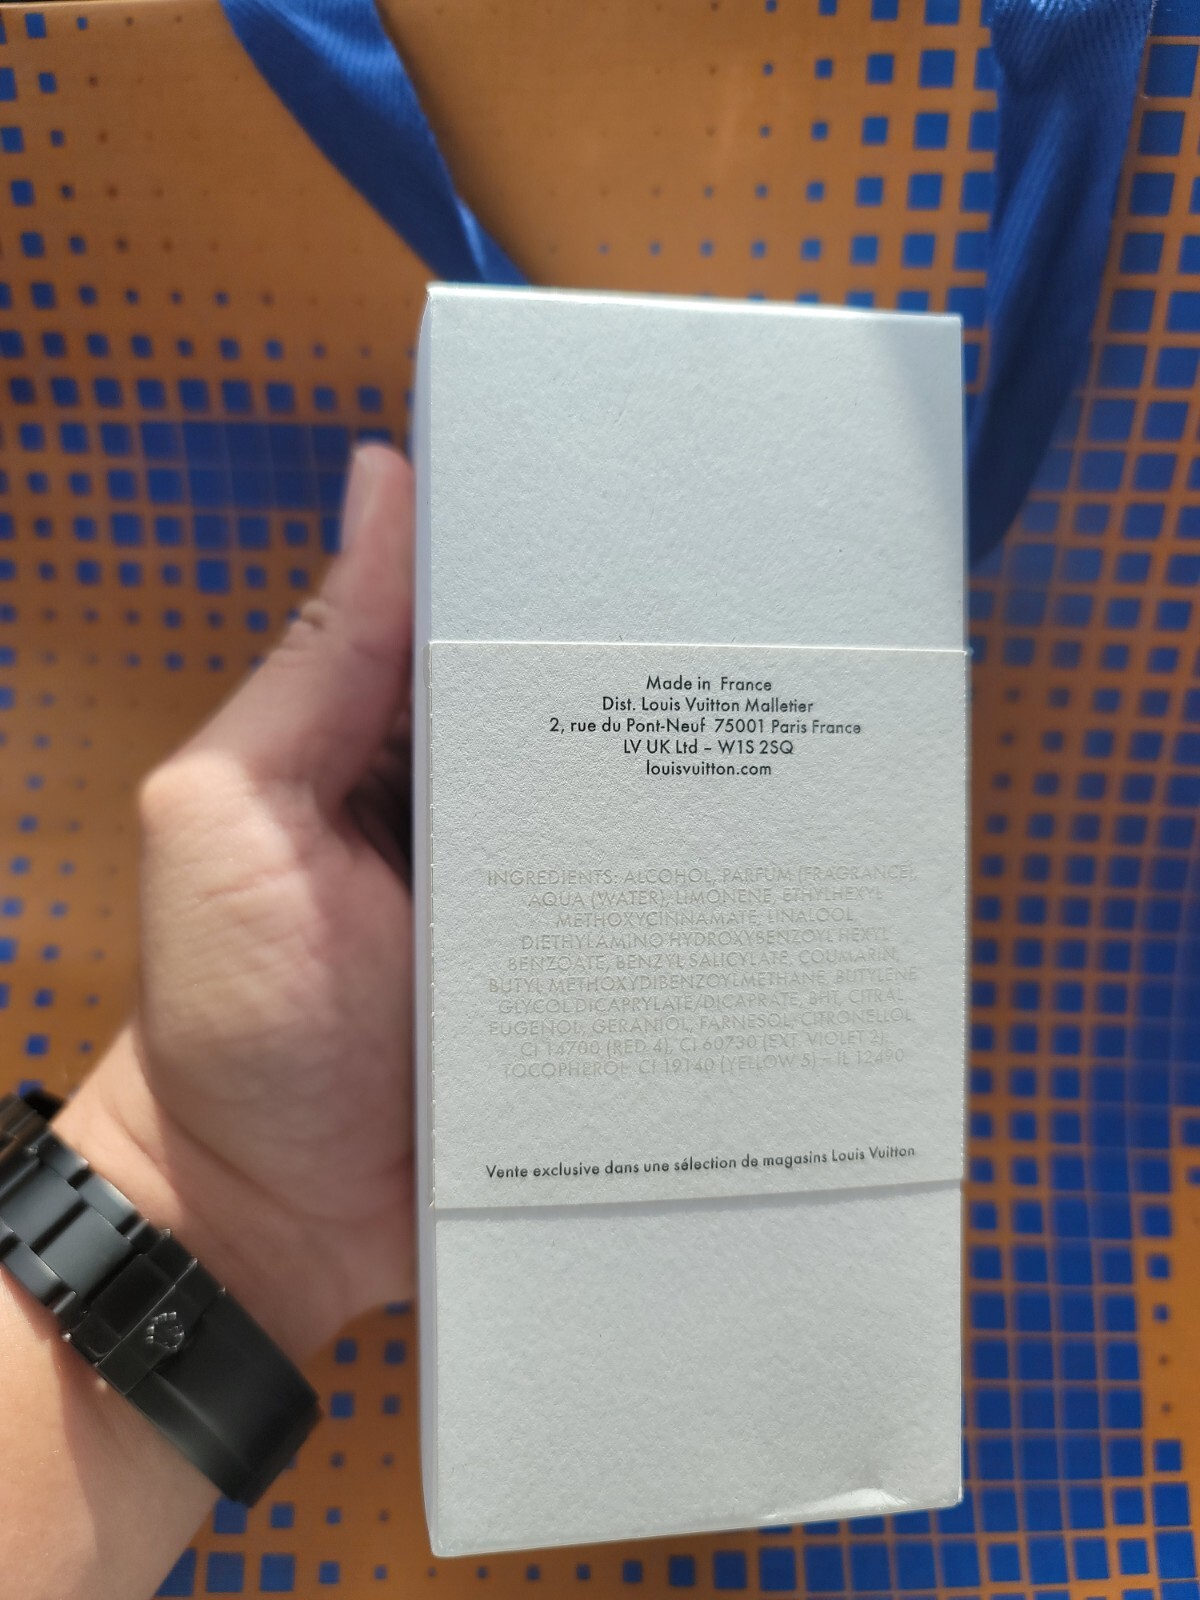 Made in France
Dist. Louis Vuitton Malletier
2, rue du Pont-Neuf 75001 Paris France
LV UK Ltd – W1S 2SQ
louisvuitton.com
INGREDIENTS: ALCOHOL, PARFUM (FRAGRANCE),
AQUA (WATER), LIMONENE, ETHYLHEXYL
METHOXYCINNAMATE, LINALOOL,
DIETHYLAMINO HYDROXYBENZOYL HEXYL
BENZOATE, BENZYL SALICYLATE, COUMARIN,
BUTYL METHOXYDIBENZOYLMETHANE, BUTYLENE
GLYCOL DICAPRYLATE/DICAPRATE, BHT, CITRAL,
EUGENOL, GERANIOL, FARNESOL, CITRONELLOL,
CI 14700 (RED 4), CI 60730 (EXT. VIOLET 2),
TOCOPHEROL, CI 19140 (YELLOW 5) – IL 12490
Vente exclusive dans une sélection de magasins Louis Vuitton